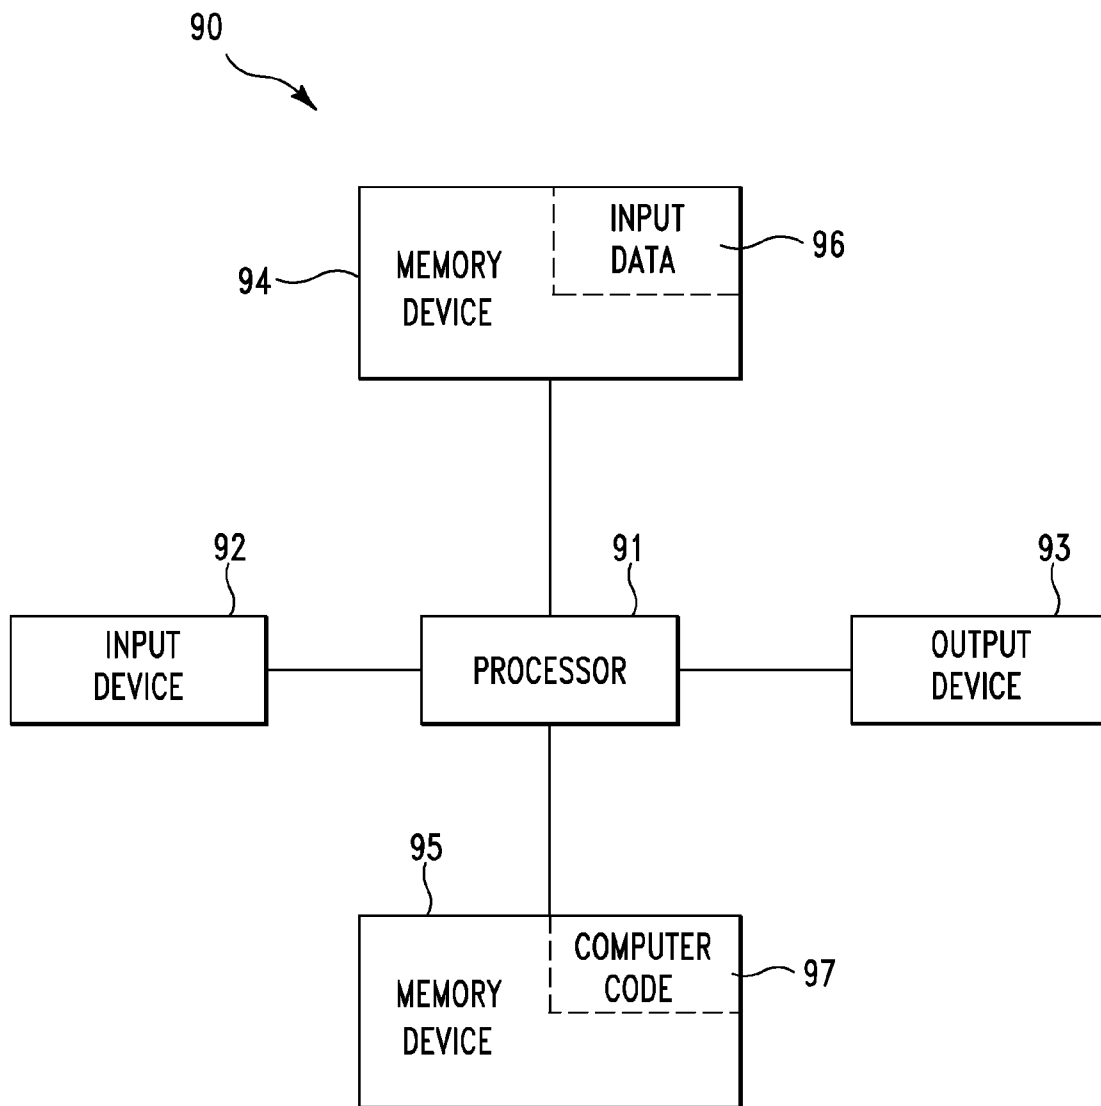 90
INPUT
DATA
96
MEMORY
DEVICE
94
92
91
93
INPUT
DEVICE
PROCESSOR
OUTPUT
DEVICE
95
COMPUTER
CODE
97
MEMORY
DEVICE